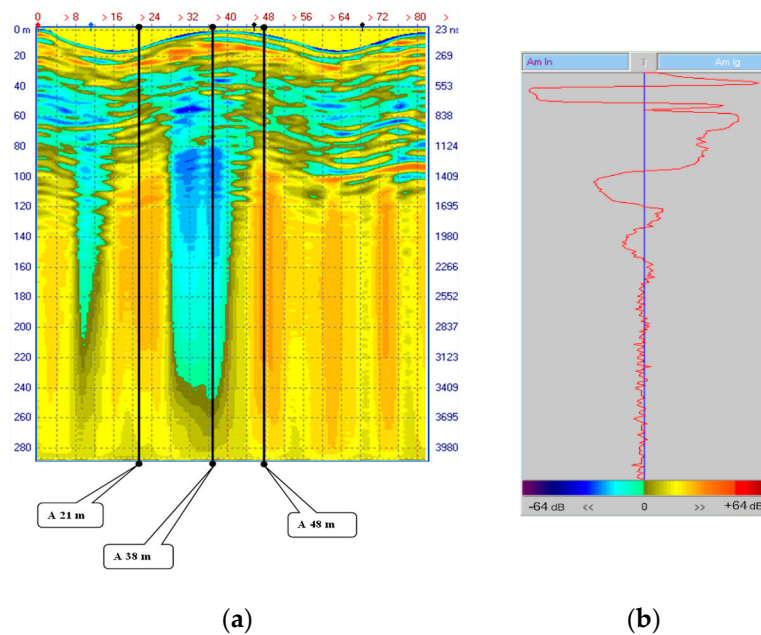 0 > 8 > 16 > 24 > 32 > 40 > 48 > 56 > 64 > 72 > 80 >
0 m 23 ns
20 269
40 553
60 838
80 1124
100 1409
120 1695
140 1980
160 2266
180 2552
200 2837
220 3123
240 3409
260 3695
280 3980
A 21 m
A 38 m
A 48 m
(a)
Am In T Am lg
-64 dB << 0 >> +64 dB
(b)